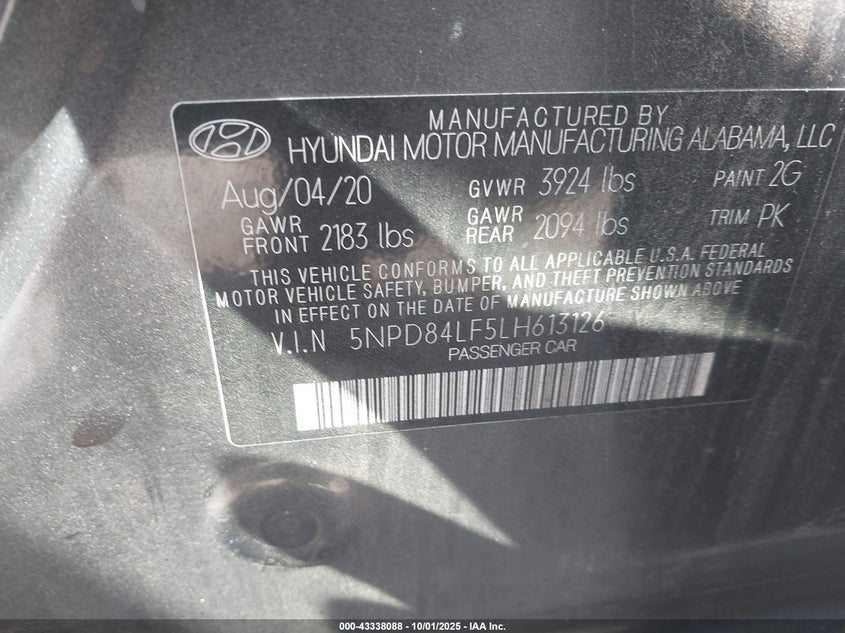 MANUFACTURED BY
HYUNDAI MOTOR MANUFACTURING ALABAMA, LLC
Aug/04/20 GVWR 3924 lbs PAINT 2G
GAWR FRONT 2183 lbs GAWR REAR 2094 lbs TRIM PK
THIS VEHICLE CONFORMS TO ALL APPLICABLE U.S.A. FEDERAL
MOTOR VEHICLE SAFETY, BUMPER, AND THEFT PREVENTION STANDARDS
IN EFFECT ON THE DATE OF MANUFACTURE SHOWN ABOVE
V.I.N 5NPD84LF5LH613126
PASSENGER CAR
000-43338088 - 10/01/2025 - IAA Inc.